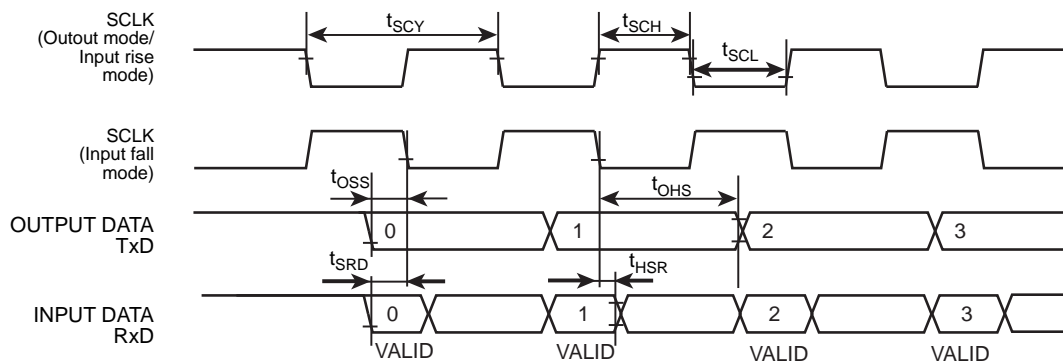 SCLK
(Outout mode/
Input rise
mode)
tSCY
tSCH
tSCL
SCLK
(Input fall
mode)
tOSS
tOHS
OUTPUT DATA
TxD
0
1
2
3
tSRD
tHSR
INPUT DATA
RxD
0
1
2
3
VALID
VALID
VALID
VALID